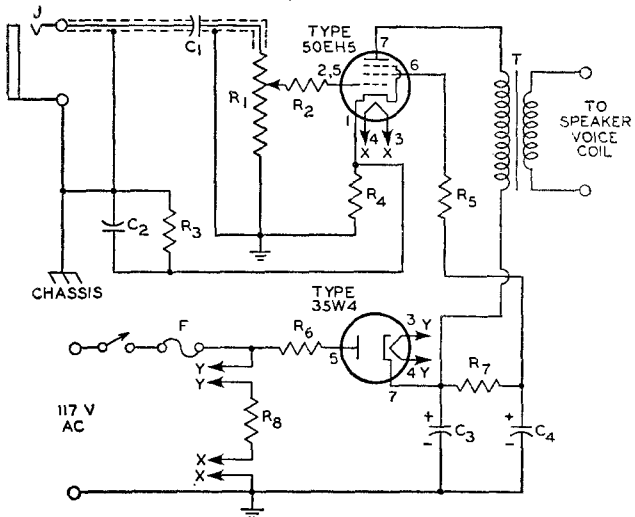 J
C1
TYPE
50EH5
7
6
2,5
T
R1
R2
1
4
3
X
X
TO
SPEAKER
VOICE
COIL
R4
R5
C2
R3
CHASSIS
TYPE
35W4
F
R6
5
3
Y
4
Y
7
R7
Y
Y
117 V
AC
R8
X
X
+
-
C3
+
-
C4